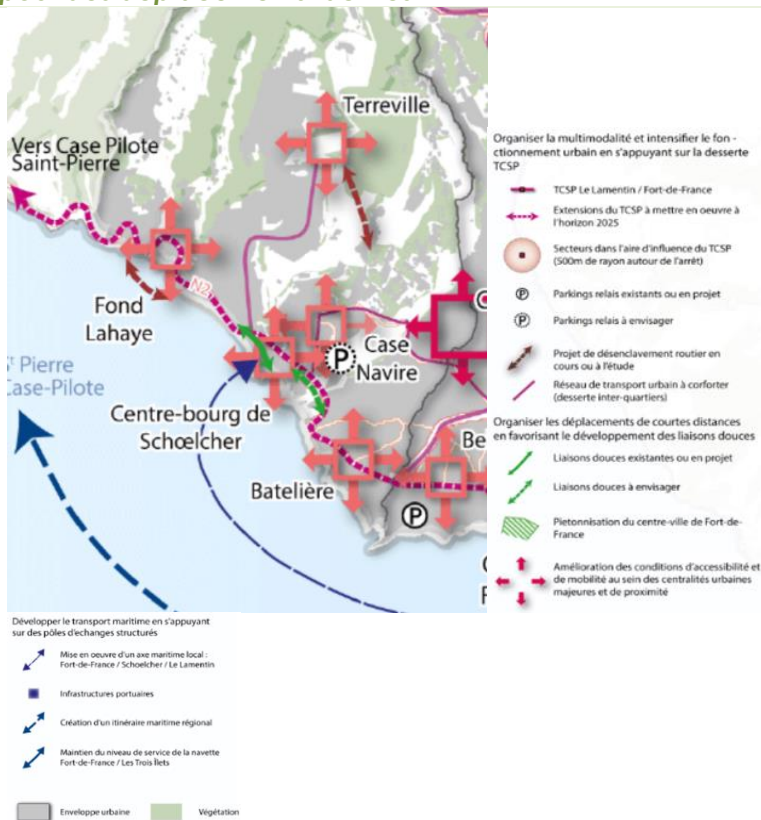 Terreville
Vers Case Pilote
Saint-Pierre
N2
Fond
Lahaye
St Pierre
Case-Pilote
P
Case
Navire
Centre-bourg de
Schœlcher
Batelière
Be
P
Organiser la multimodalité et intensifier le fon -
ctionnement urbain en s'appuyant sur la desserte
TCSP
TCSP Le Lamentin / Fort-de-France
Extensions du TCSP à mettre en oeuvre à
l'horizon 2025
Secteurs dans l'aire d'influence du TCSP
(500m de rayon autour de l'arrêt)
P Parkings relais existants ou en projet
P Parkings relais à envisager
Projet de désenclavement routier en
cours ou à l'étude
Réseau de transport urbain à conforter
(desserte inter-quartiers)
Organiser les déplacements de courtes distances
en favorisant le développement des liaisons douces
Liaisons douces existantes ou en projet
Liaisons douces à envisager
Pietonnisation du centre-ville de Fort-de-
France
Amélioration des conditions d'accessibilité et
de mobilité au sein des centralités urbaines
majeures et de proximité
Développer le transport maritime en s'appuyant
sur des pôles d'echanges structurés
Mise en oeuvre d'un axe maritime local :
Fort-de-France / Schoelcher / Le Lamentin
Infrastructures portuaires
Création d'un itinéraire maritime régional
Maintien du niveau de service de la navette
Fort-de-France / Les Trois Îlets
Enveloppe urbaine
Végétation